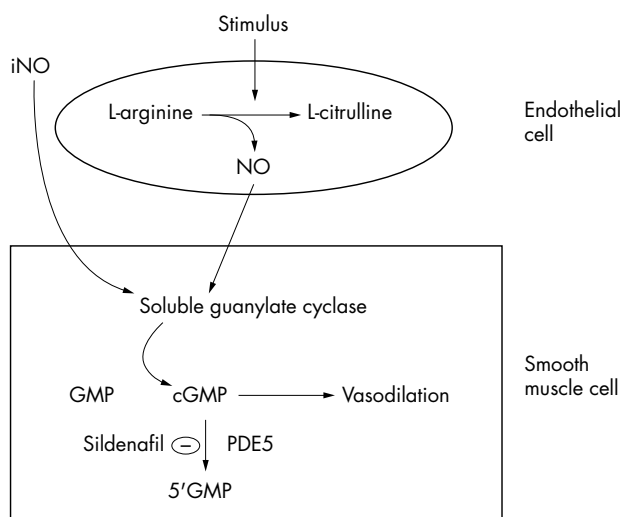 Stimulus
iNO
L-arginine
L-citrulline
Endothelial
cell
NO
Soluble guanylate cyclase
GMP
cGMP
Vasodilation
Smooth
muscle cell
Sildenafil
−
PDE5
5′GMP